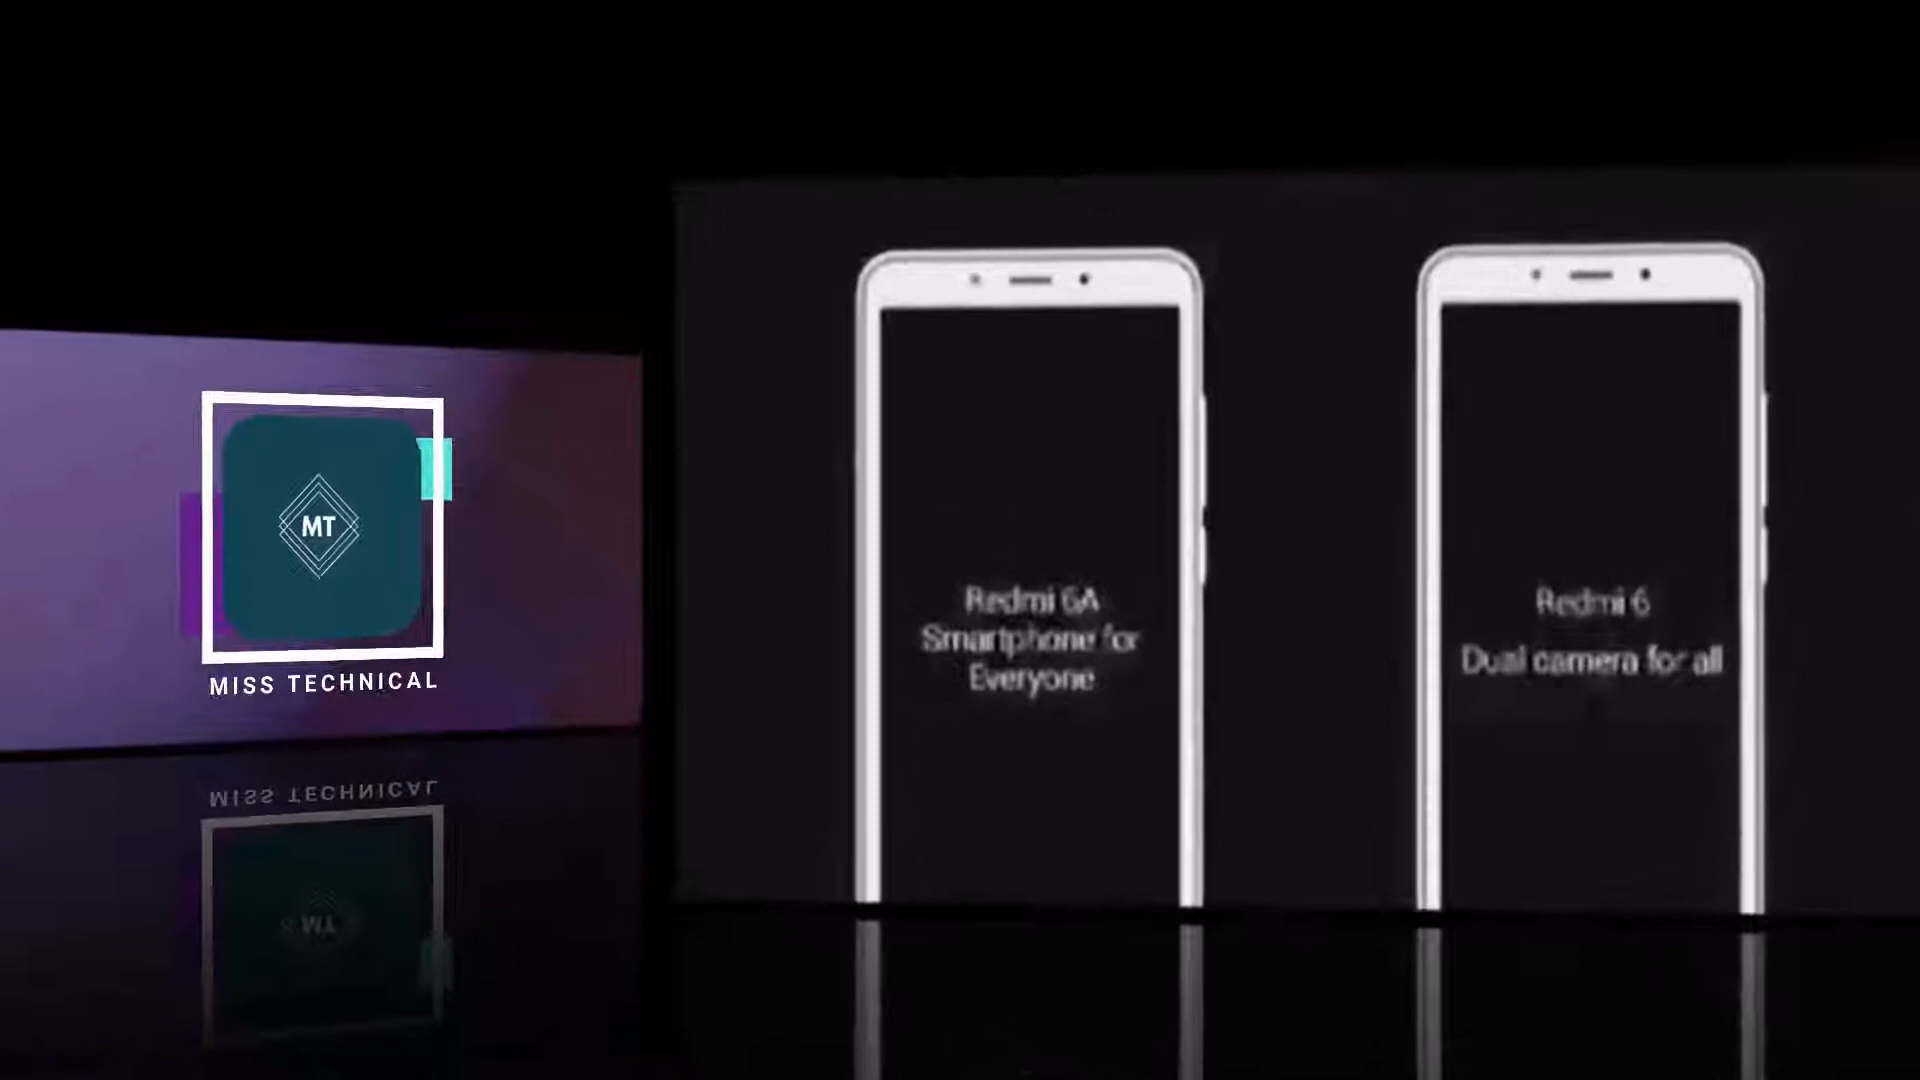 MT
MISS TECHNICAL
Redmi 6A
Smartphone for
Everyone
Redmi 6
Dual camera for all